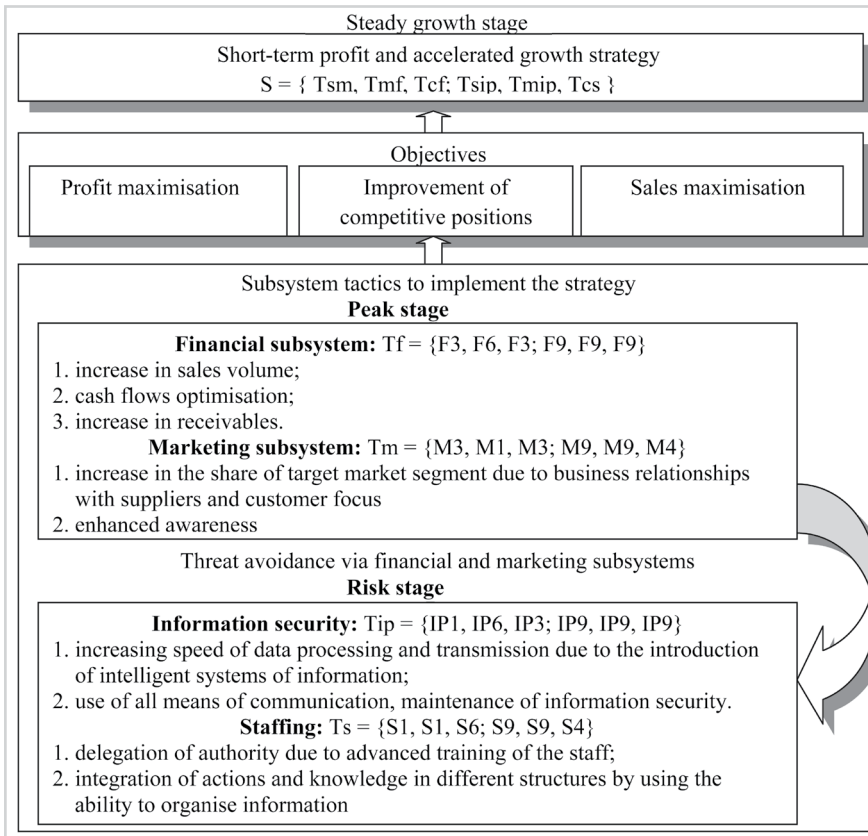 Steady growth stage
Short-term profit and accelerated growth strategy
S = { Tsm, Tmf, Tcf; Tsip, Tmip, Tcs }
Objectives
Profit maximisation
Improvement of
competitive positions
Sales maximisation
Subsystem tactics to implement the strategy
Peak stage
Financial subsystem: Tf = {F3, F6, F3; F9, F9, F9}
1. increase in sales volume;
2. cash flows optimisation;
3. increase in receivables.
Marketing subsystem: Tm = {M3, M1, M3; M9, M9, M4}
1. increase in the share of target market segment due to business relationships
with suppliers and customer focus
2. enhanced awareness
Threat avoidance via financial and marketing subsystems
Risk stage
Information security: Tip = {IP1, IP6, IP3; IP9, IP9, IP9}
1. increasing speed of data processing and transmission due to the introduction
of intelligent systems of information;
2. use of all means of communication, maintenance of information security.
Staffing: Ts = {S1, S1, S6; S9, S9, S4}
1. delegation of authority due to advanced training of the staff;
2. integration of actions and knowledge in different structures by using the
ability to organise information